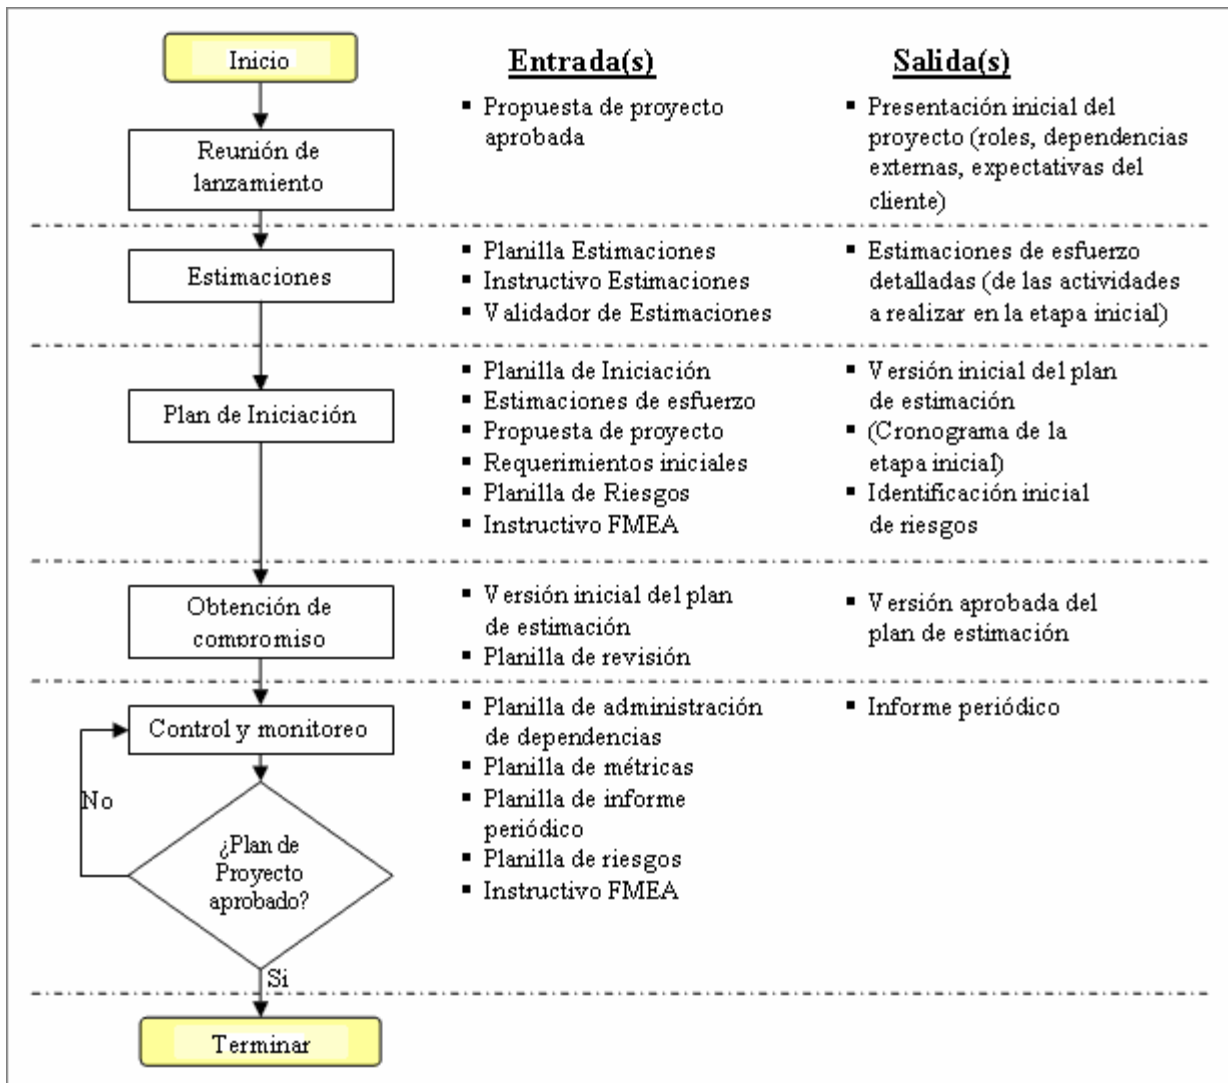 Inicio
Entrada(s)
Salida(s)
▪ Propuesta de proyecto
aprobada
▪ Presentación inicial del
proyecto (roles, dependencias
externas, expectativas del
cliente)
Reunión de
lanzamiento
Estimaciones
▪ Planilla Estimaciones
▪ Instructivo Estimaciones
▪ Validador de Estimaciones
▪ Estimaciones de esfuerzo
detalladas (de las actividades
a realizar en la etapa inicial)
Plan de Iniciación
▪ Planilla de Iniciación
▪ Estimaciones de esfuerzo
▪ Propuesta de proyecto
▪ Requerimientos iniciales
▪ Planilla de Riesgos
▪ Instructivo FMEA
▪ Versión inicial del plan
de estimación
▪ (Cronograma de la
etapa inicial)
▪ Identificación inicial
de riesgos
Obtención de
compromiso
▪ Versión inicial del plan
de estimación
▪ Planilla de revisión
▪ Versión aprobada del
plan de estimación
Control y monitoreo
▪ Planilla de administración
de dependencias
▪ Planilla de métricas
▪ Planilla de informe
periódico
▪ Planilla de riesgos
▪ Instructivo FMEA
▪ Informe periódico
No
¿Plan de
Proyecto
aprobado?
Si
Terminar